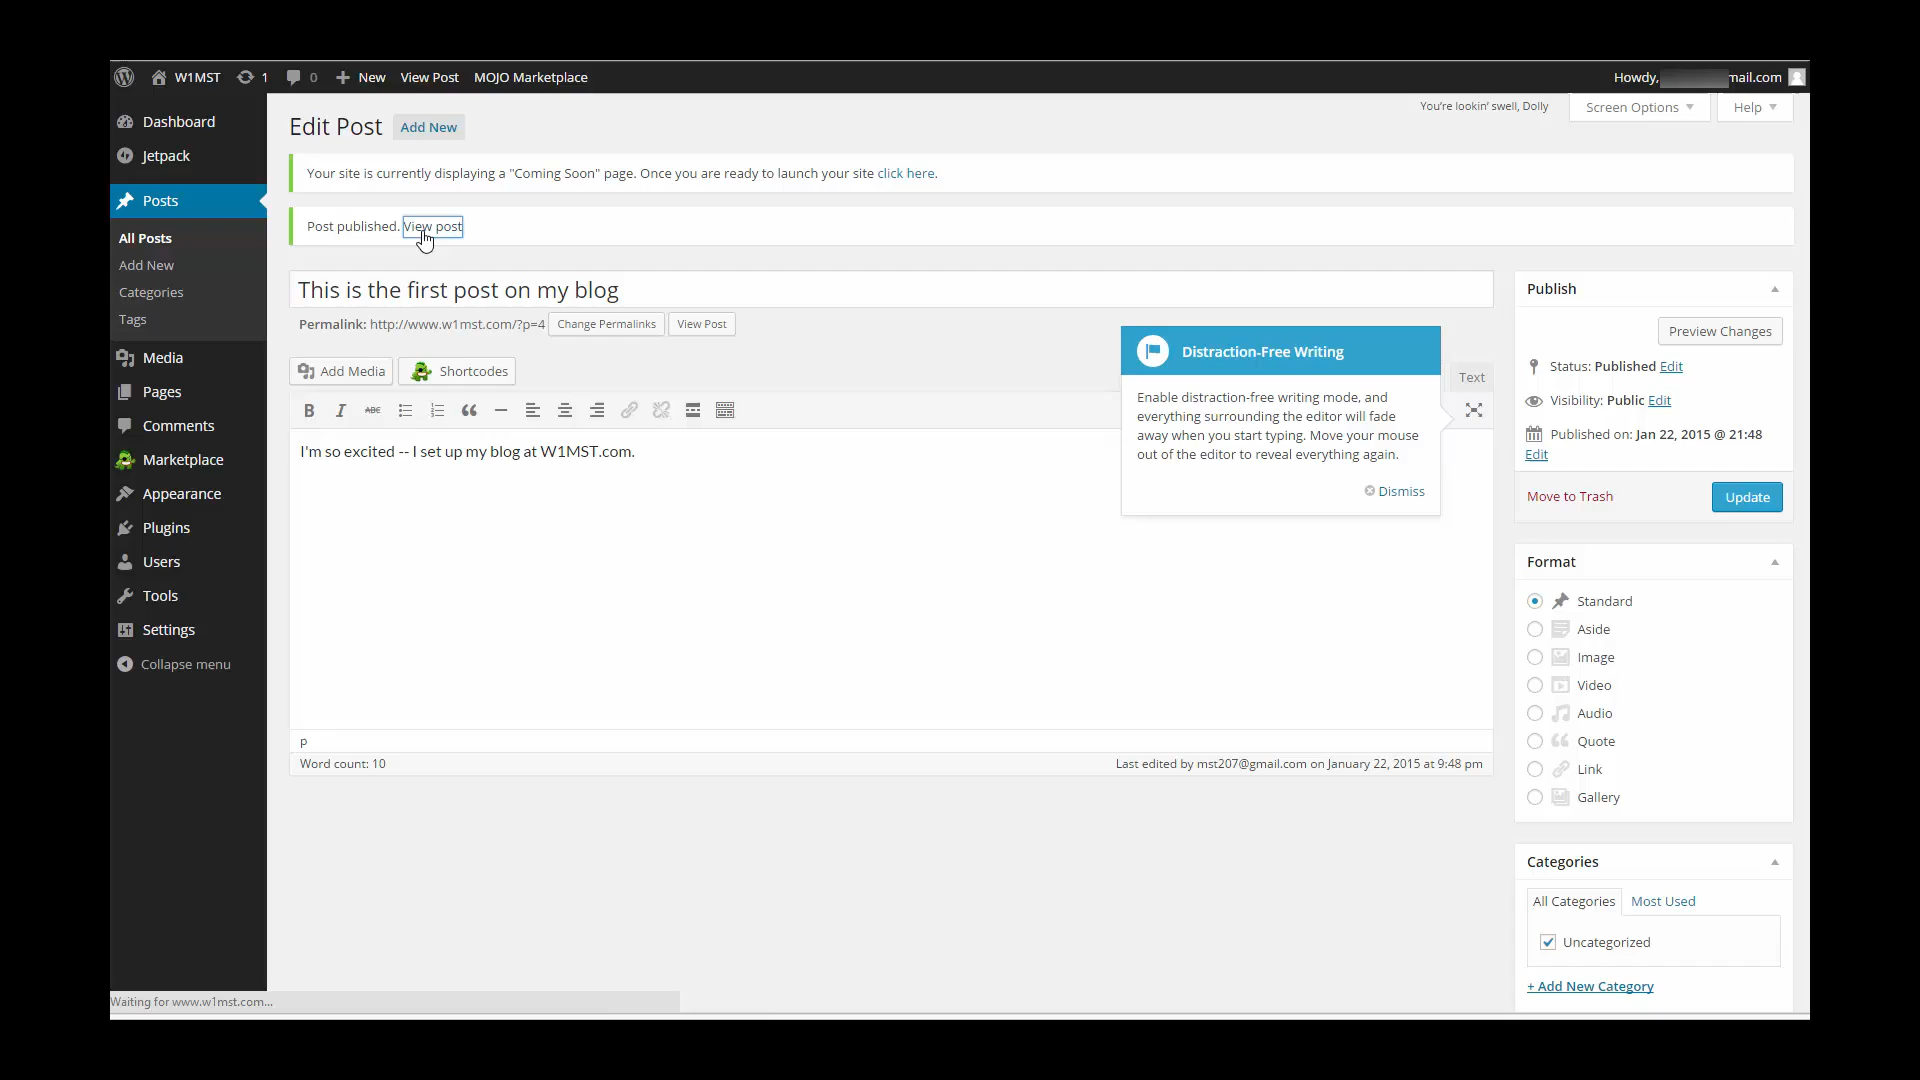 W1MST 1 0 New View Post MOJO Marketplace
Howdy, mail.com
Dashboard
Jetpack
Posts
All Posts
Add New
Categories
Tags
Media
Pages
Comments
Marketplace
Appearance
Plugins
Users
Tools
Settings
Collapse menu
You're lookin' swell, Dolly
Screen Options
Help
Edit Post Add New
Your site is currently displaying a "Coming Soon" page. Once you are ready to launch your site click here.
Post published. View post
This is the first post on my blog
Permalink: http://www.w1mst.com/?p=4 Change Permalinks View Post
Add Media Shortcodes
Text
B I ABC
I'm so excited -- I set up my blog at W1MST.com.
Distraction-Free Writing
Enable distraction-free writing mode, and
everything surrounding the editor will fade
away when you start typing. Move your mouse
out of the editor to reveal everything again.
Dismiss
p
Word count: 10
Last edited by mst207@gmail.com on January 22, 2015 at 9:48 pm
Publish
Preview Changes
Status: Published Edit
Visibility: Public Edit
Published on: Jan 22, 2015 @ 21:48
Edit
Move to Trash Update
Format
Standard
Aside
Image
Video
Audio
Quote
Link
Gallery
Categories
All Categories Most Used
Uncategorized
+ Add New Category
Waiting for www.w1mst.com...